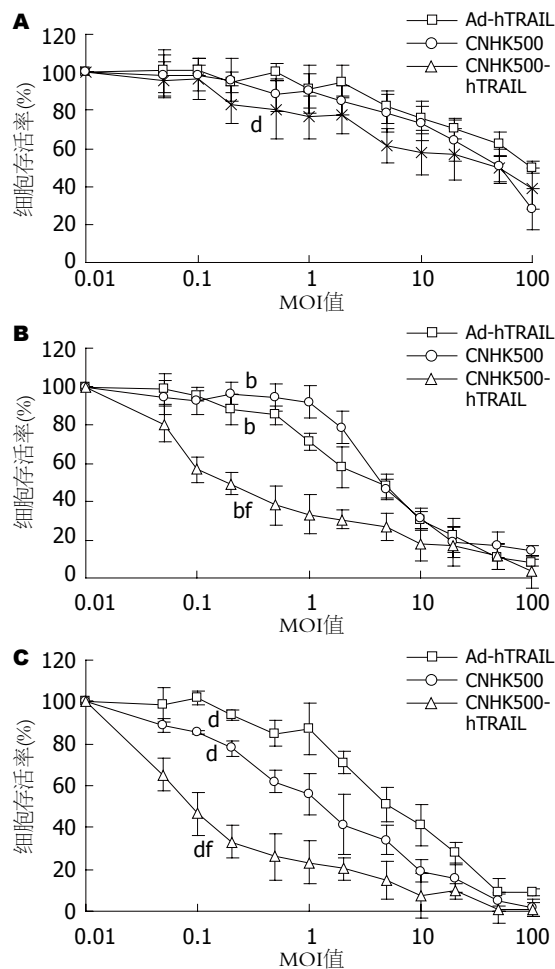 A
120
100
80
60
40
20
0
细胞存活率(%)
d
Ad-hTRAIL
CNHK500
CNHK500-
hTRAIL
0.01 0.1 1 10 100
MOI值
B
120
100
80
60
40
20
0
细胞存活率(%)
b
b
bf
Ad-hTRAIL
CNHK500
CNHK500-
hTRAIL
0.01 0.1 1 10 100
MOI值
C
120
100
80
60
40
20
0
细胞存活率(%)
d
d
df
Ad-hTRAIL
CNHK500
CNHK500-
hTRAIL
0.01 0.1 1 10 100
MOI值